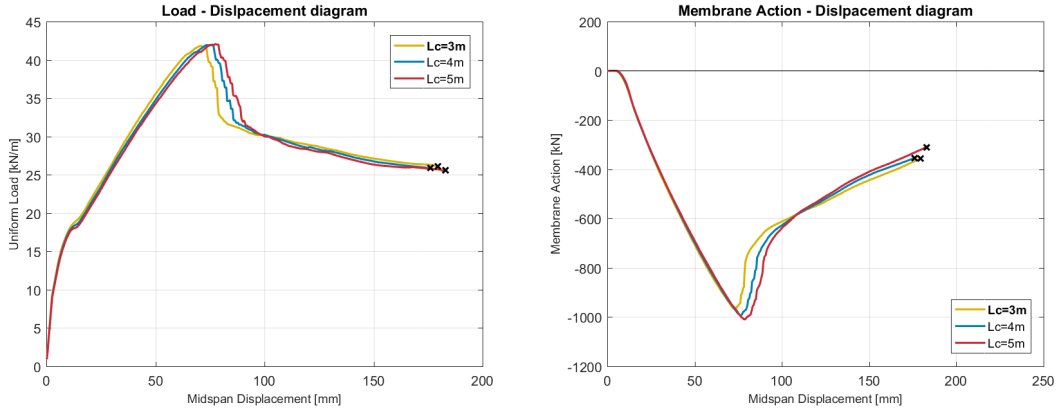 Load - Dislpacement diagram
Uniform Load [kN/m]
45
40
35
30
25
20
15
10
5
0
0 50 100 150 200
Midspan Displacement [mm]
Lc=3m
Lc=4m
Lc=5m
Membrane Action - Dislpacement diagram
Membrane Action [kN]
200
0
-200
-400
-600
-800
-1000
-1200
0 50 100 150 200 250
Midspan Displacement [mm]
Lc=3m
Lc=4m
Lc=5m